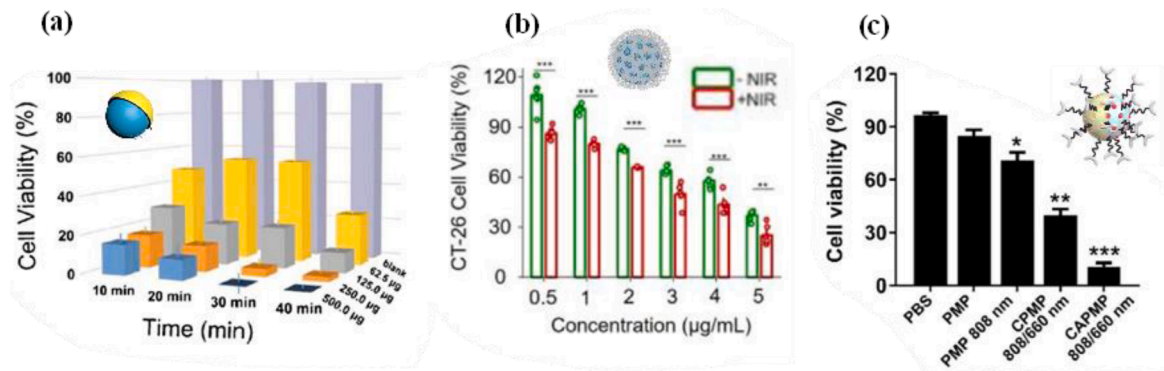 (a)
100
80
60
40
20
0
Cell Viability (%)
10 min
20 min
30 min
40 min
blank
62.5 µg
125.0 µg
250.0 µg
500.0 µg
Time (min)
(b)
120
90
60
30
0
CT-26 Cell Viability (%)
- NIR
+NIR
*** *** *** *** *** **
0.5 1 2 3 4 5
Concentration (µg/mL)
(c)
120
90
60
30
0
Cell viability (%)
*
**
***
PBS
PMP
PMP 808 nm
CPMP
808/660 nm
CAPMP
808/660 nm